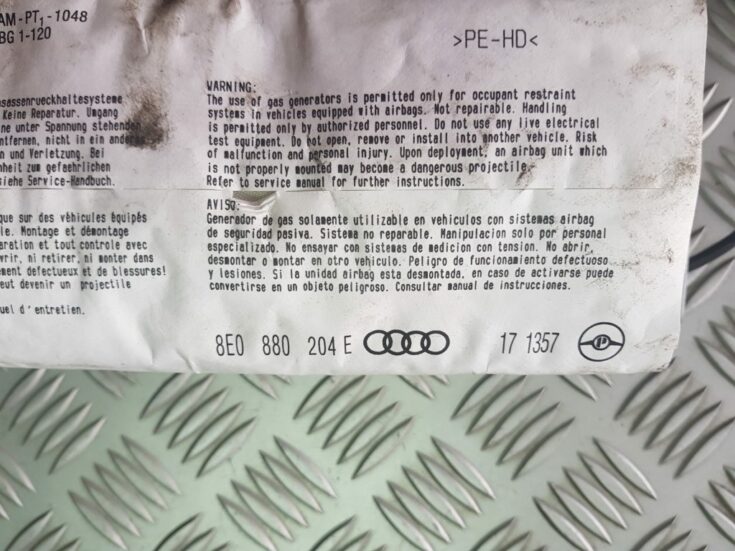 AM-PT₁-1048
BG 1-120
>PE-HD<
sassenrueckhaltesysteme
Keine Reparatur. Umgang
ne unter Spannung stehenden
ntfernen, nicht in ein anderes
n und Verletzung. Bei
nheit zum gefaehrlichen
siehe Service-Handbuch.
WARNING:
The use of gas generators is permitted only for occupant restraint
systems in vehicles equipped with airbags. Not repairable. Handling
is permitted only by authorized personnel. Do not use any live electrical
test equipment. Do not open, remove or install into another vehicle. Risk
of malfunction and personal injury. Upon deployment, an airbag unit which
is not properly mounted may become a dangerous projectile.
Refer to service manual for further instructions.
que sur des véhicules équipés
le. Montage et démontage
aration et tout controle avec
vrir, ni retirer, ni monter dans
ement defectueux et de blessures!
eut devenir un projectile
uel d'entretien.
AVISO:
Generador de gas solamente utilizable en vehiculos con sistemas airbag
de seguridad pasiva. Sistema no reparable. Manipulacion solo por personal
especializado. No ensayar con sistemas de medicion con tension. No abrir,
desmontar o montar en otro vehiculo. Peligro de funcionamiento defectuoso
y lesiones. Si la unidad airbag esta desmontada, en caso de activarse puede
convertirse en un objeto peligroso. Consultar manual de instrucciones.
8E0 880 204 E
17 1357
P